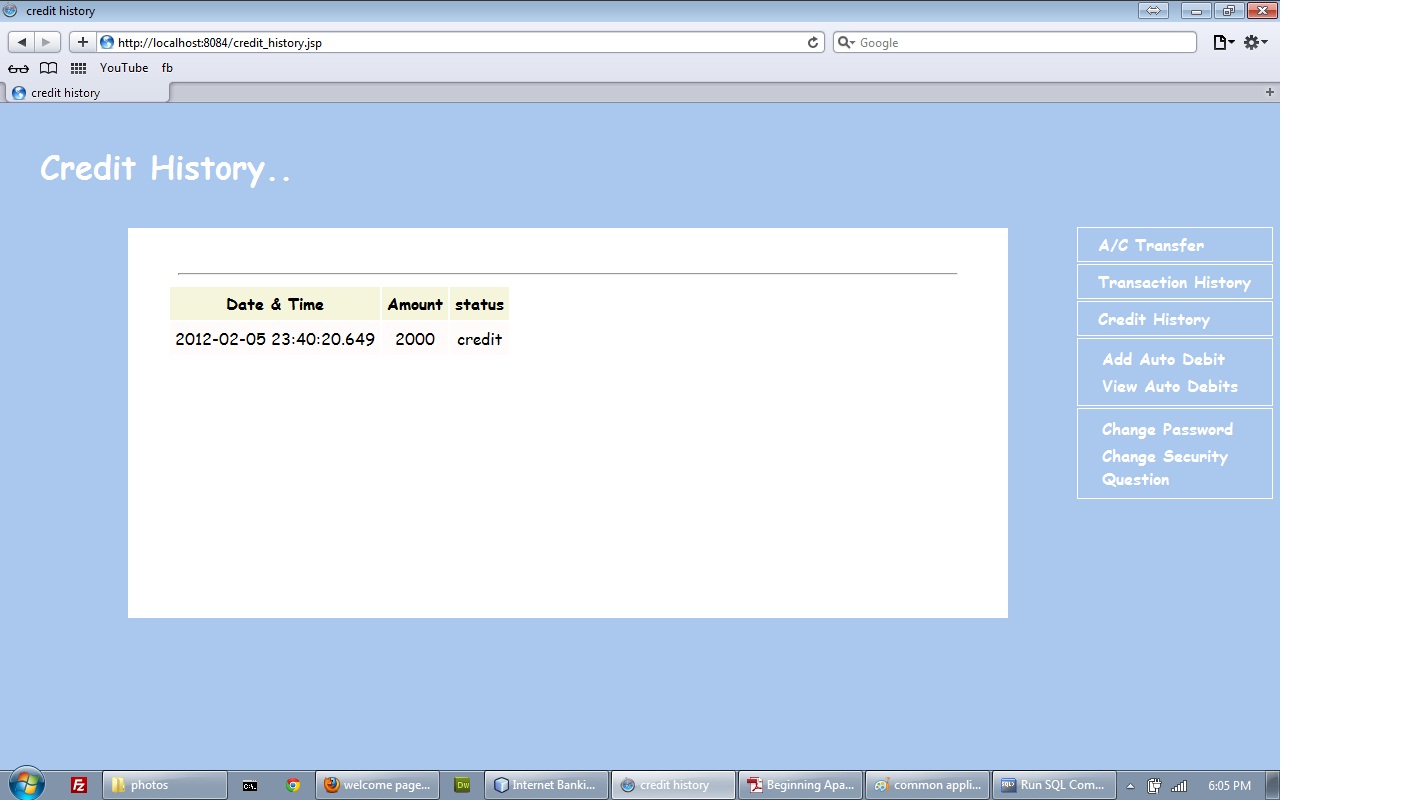 credit history
http://localhost:8084/credit_history.jsp
Google
YouTube fb
credit history
Credit History..
A/C Transfer
Transaction History
Credit History
Add Auto Debit
View Auto Debits
Change Password
Change Security
Question
Date & Time Amount status
2012-02-05 23:40:20.649 2000 credit
photos
welcome page...
Dw
Internet Banki...
credit history
Beginning Apa...
common appli...
Run SQL Com...
6:05 PM